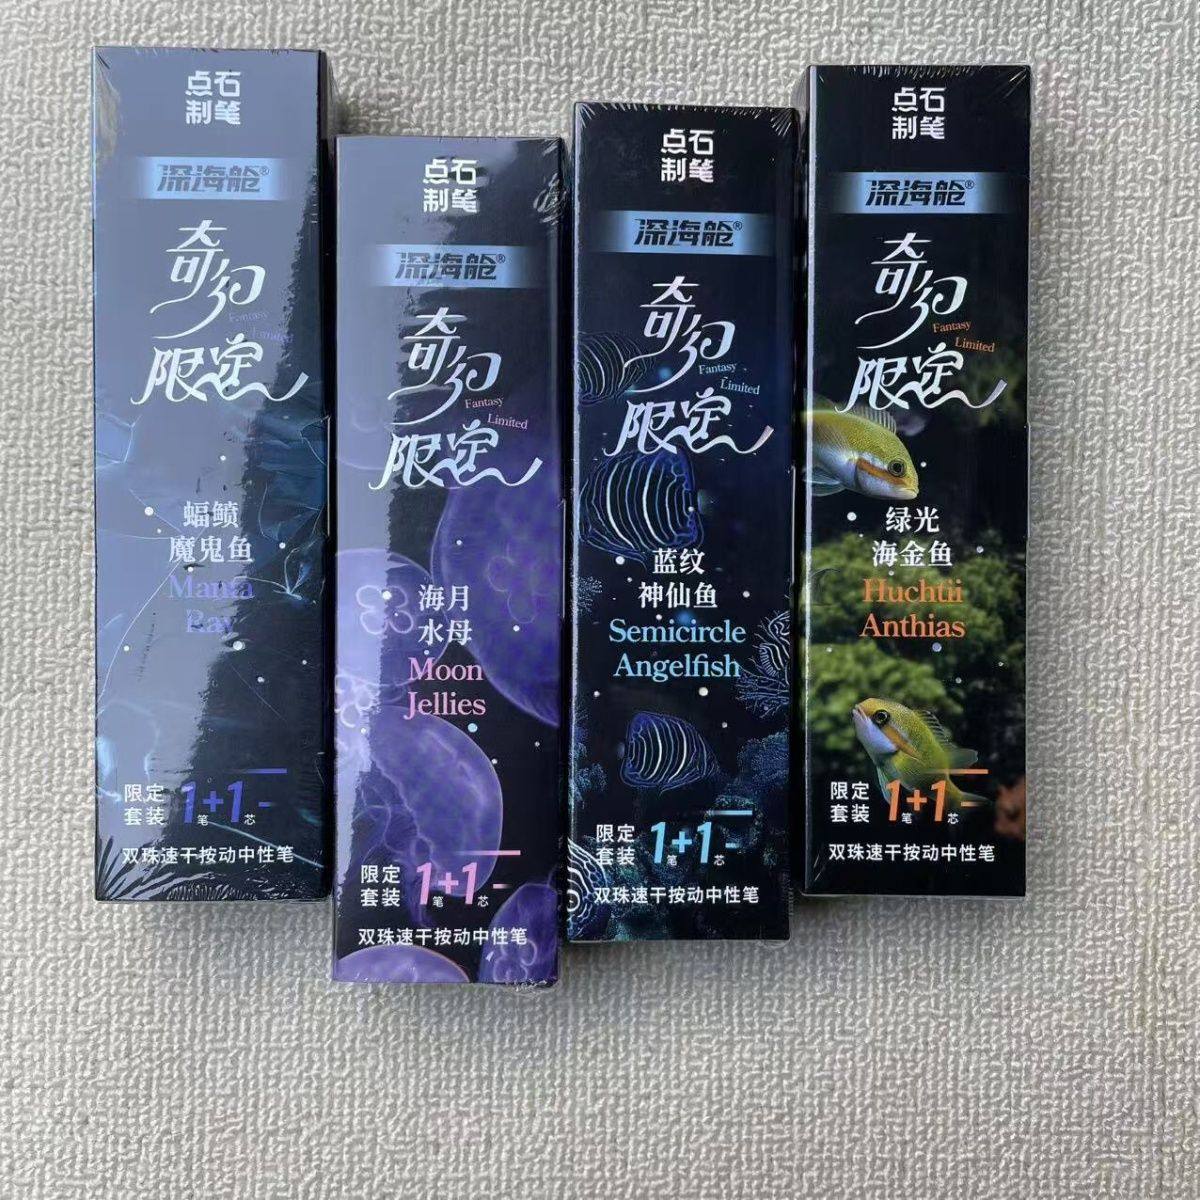 点石
制笔
深海舱®
奇幻
Fantasy
Limited
限定
蝠鲼
魔鬼鱼
Manta
Ray
限定
套装
1+1
笔 芯
双珠速干按动中性笔
点石
制笔
深海舱®
奇幻
Fantasy
Limited
限定
海月
水母
Moon
Jellies
限定
套装
1+1
笔 芯
双珠速干按动中性笔
点石
制笔
深海舱®
奇幻
Fantasy
Limited
限定
蓝纹
神仙鱼
Semicircle
Angelfish
限定
套装
1+1
笔 芯
双珠速干按动中性笔
点石
制笔
深海舱®
奇幻
Fantasy
Limited
限定
绿光
海金鱼
Huchtii
Anthias
限定
套装
1+1
笔 芯
双珠速干按动中性笔